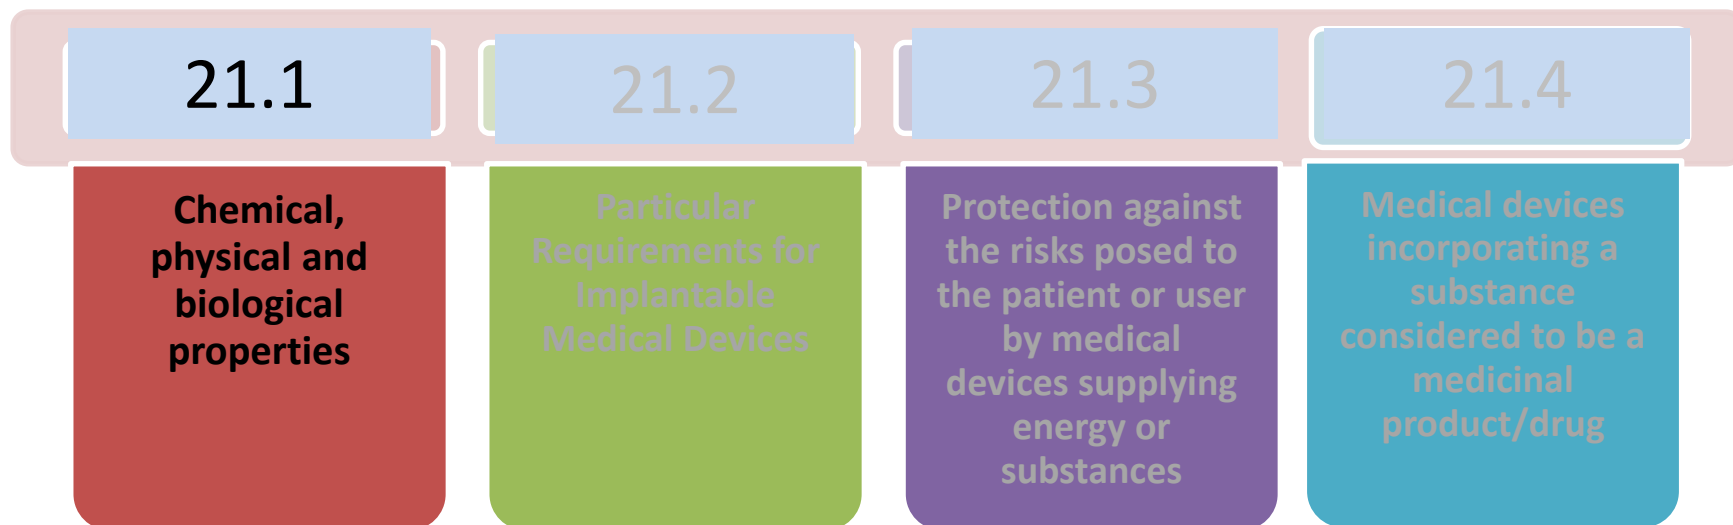 21.1
21.2
21.3
21.4
Chemical,
physical and
biological
properties
Particular
Requirements for
Implantable
Medical Devices
Protection against
the risks posed to
the patient or user
by medical
devices supplying
energy or
substances
Medical devices
incorporating a
substance
considered to be a
medicinal
product/drug